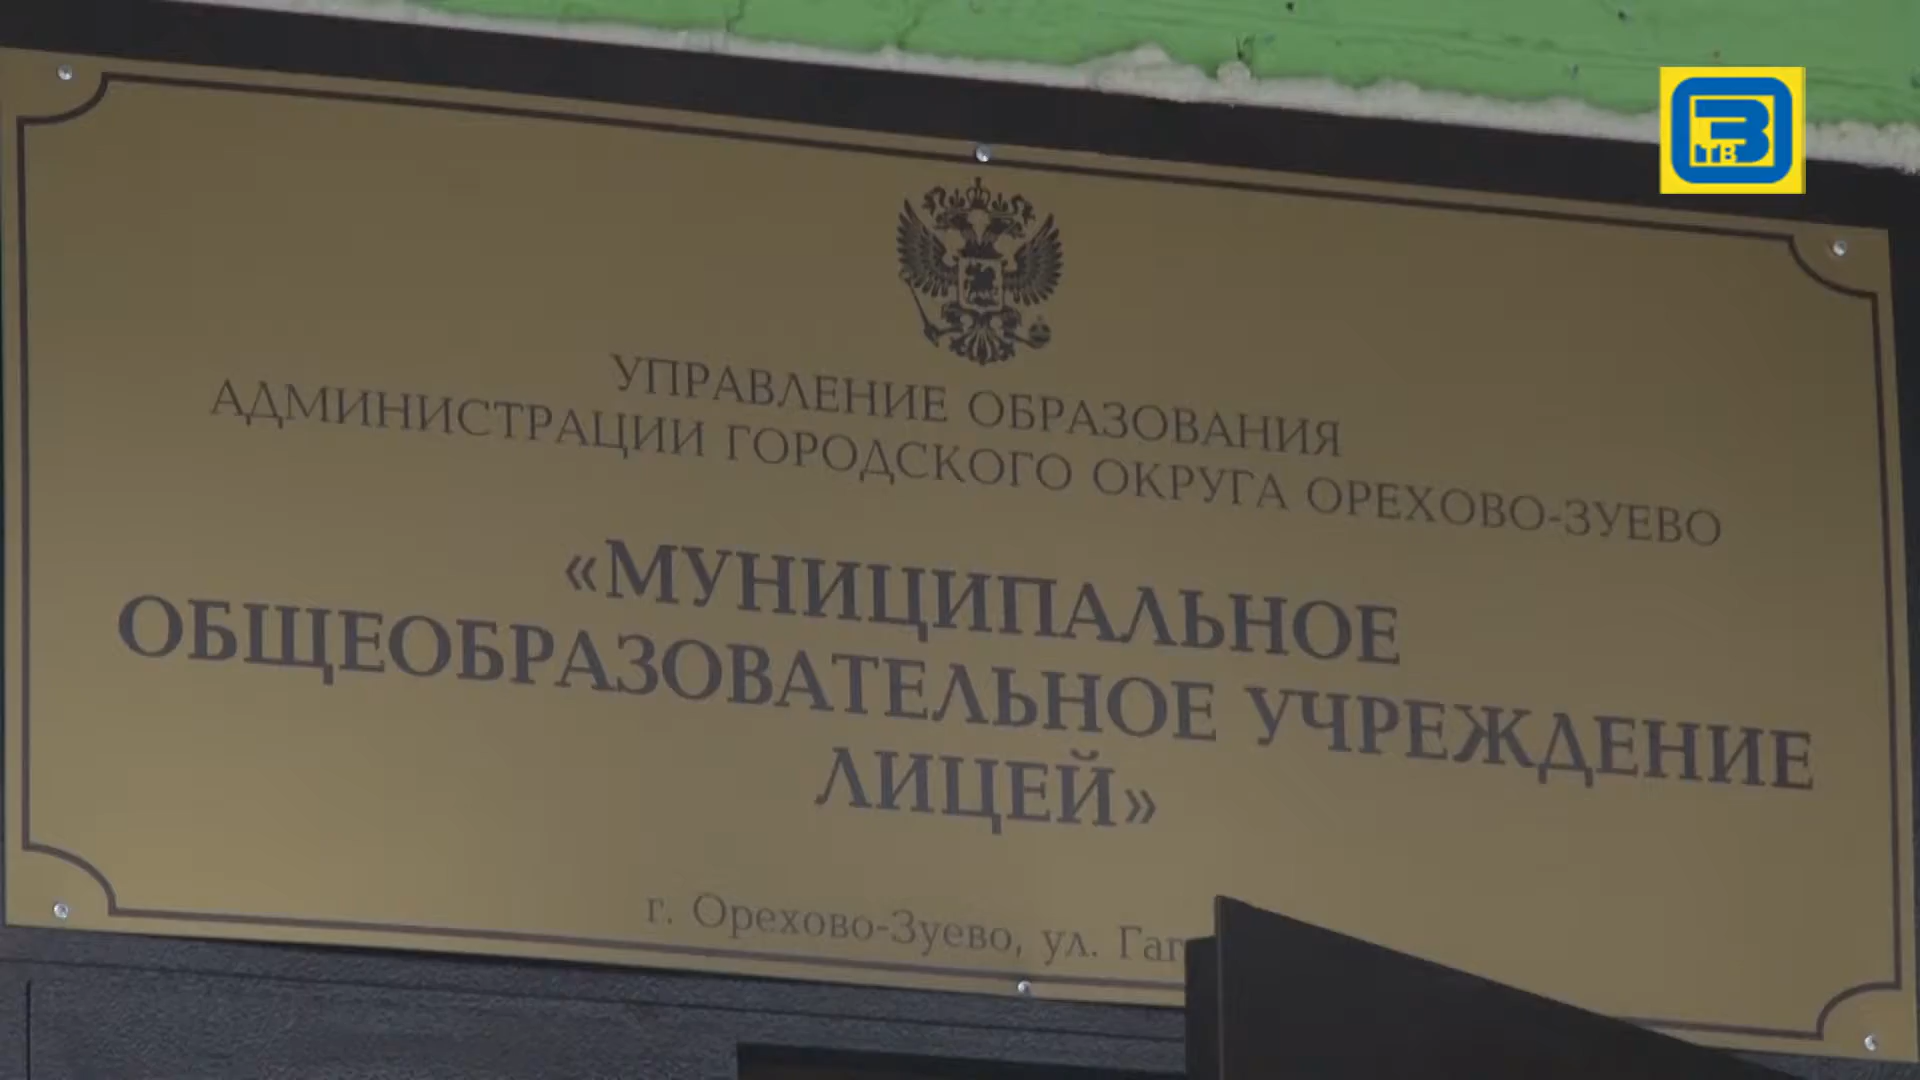 ТВ
УПРАВЛЕНИЕ ОБРАЗОВАНИЯ
АДМИНИСТРАЦИИ ГОРОДСКОГО ОКРУГА ОРЕХОВО-ЗУЕВО
«МУНИЦИПАЛЬНОЕ
ОБЩЕОБРАЗОВАТЕЛЬНОЕ УЧРЕЖДЕНИЕ
ЛИЦЕЙ»
г. Орехово-Зуево, ул.